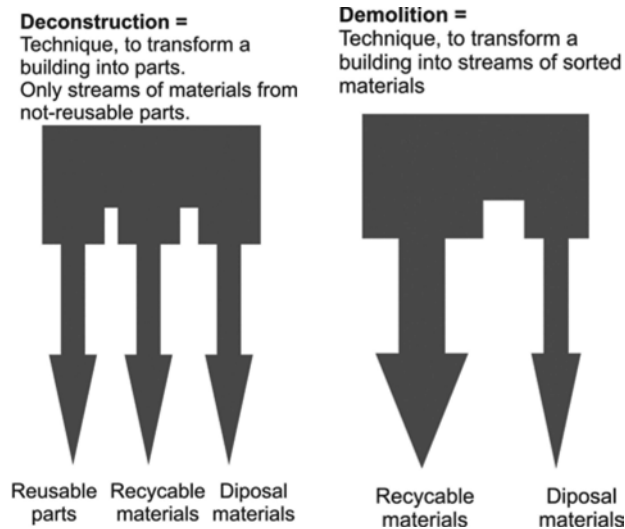 Deconstruction =
Technique, to transform a
building into parts.
Only streams of materials from
not-reusable parts.
Demolition =
Technique, to transform a
building into streams of sorted
materials
Reusable
parts
Recycable
materials
Diposal
materials
Recycable
materials
Diposal
materials